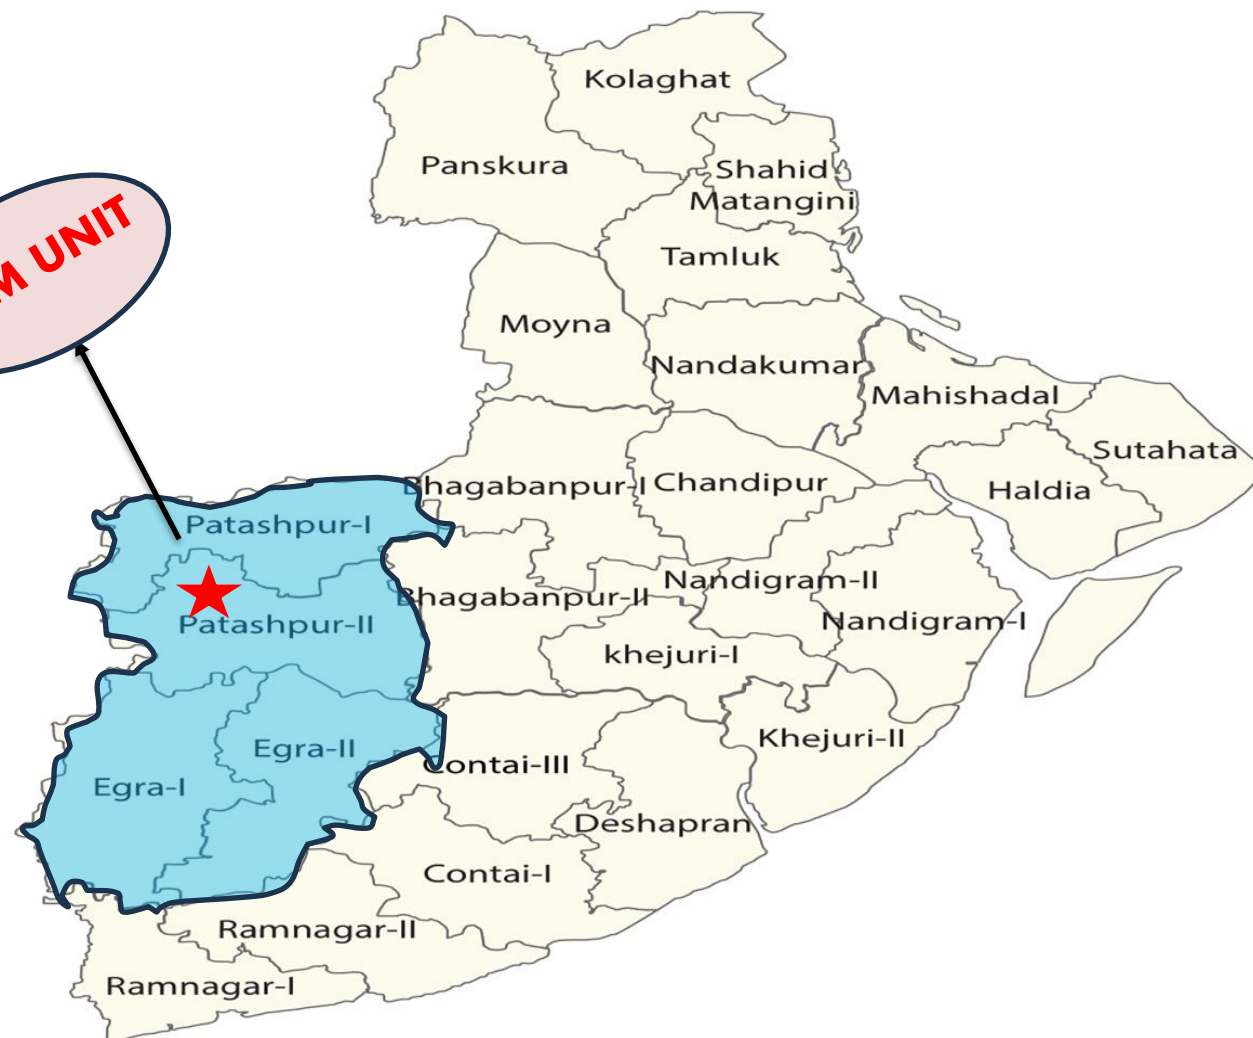 Kolaghat
Panskura
Shahid
Matangini
M UNIT
Tamluk
Moyna
Nandakumar
Mahishadal
Sutahata
Bhagabanpur-I
Chandipur
Haldia
Patashpur-I
Nandigram-II
Bhagabanpur-II
Patashpur-II
Nandigram-I
khejuri-I
Khejuri-II
Egra-II
Contai-III
Egra-I
Deshapran
Contai-I
Ramnagar-II
Ramnagar-I